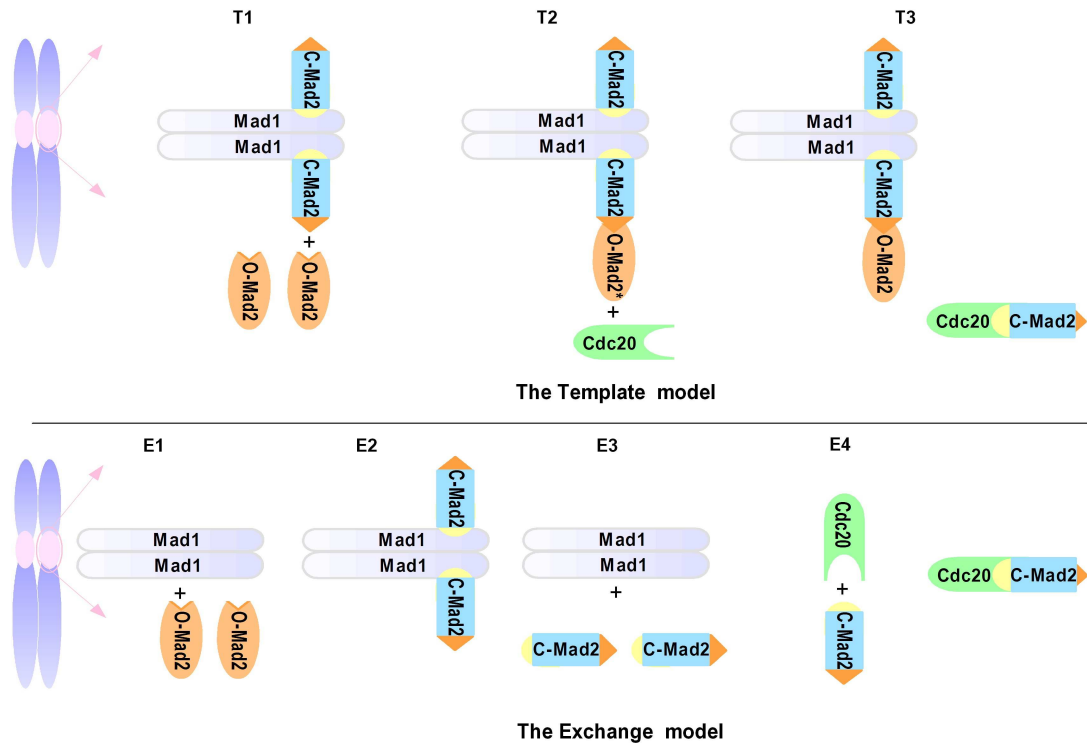 T1
T2
T3
C-Mad2
Mad1
Mad1
C-Mad2
+
O-Mad2
O-Mad2
C-Mad2
Mad1
Mad1
C-Mad2
O-Mad2*
+
Cdc20
C-Mad2
Mad1
Mad1
C-Mad2
O-Mad2
Cdc20
C-Mad2
The Template model
E1
E2
E3
E4
Mad1
Mad1
+
O-Mad2
O-Mad2
C-Mad2
Mad1
Mad1
C-Mad2
Mad1
Mad1
+
C-Mad2
C-Mad2
Cdc20
+
C-Mad2
Cdc20
C-Mad2
The Exchange model